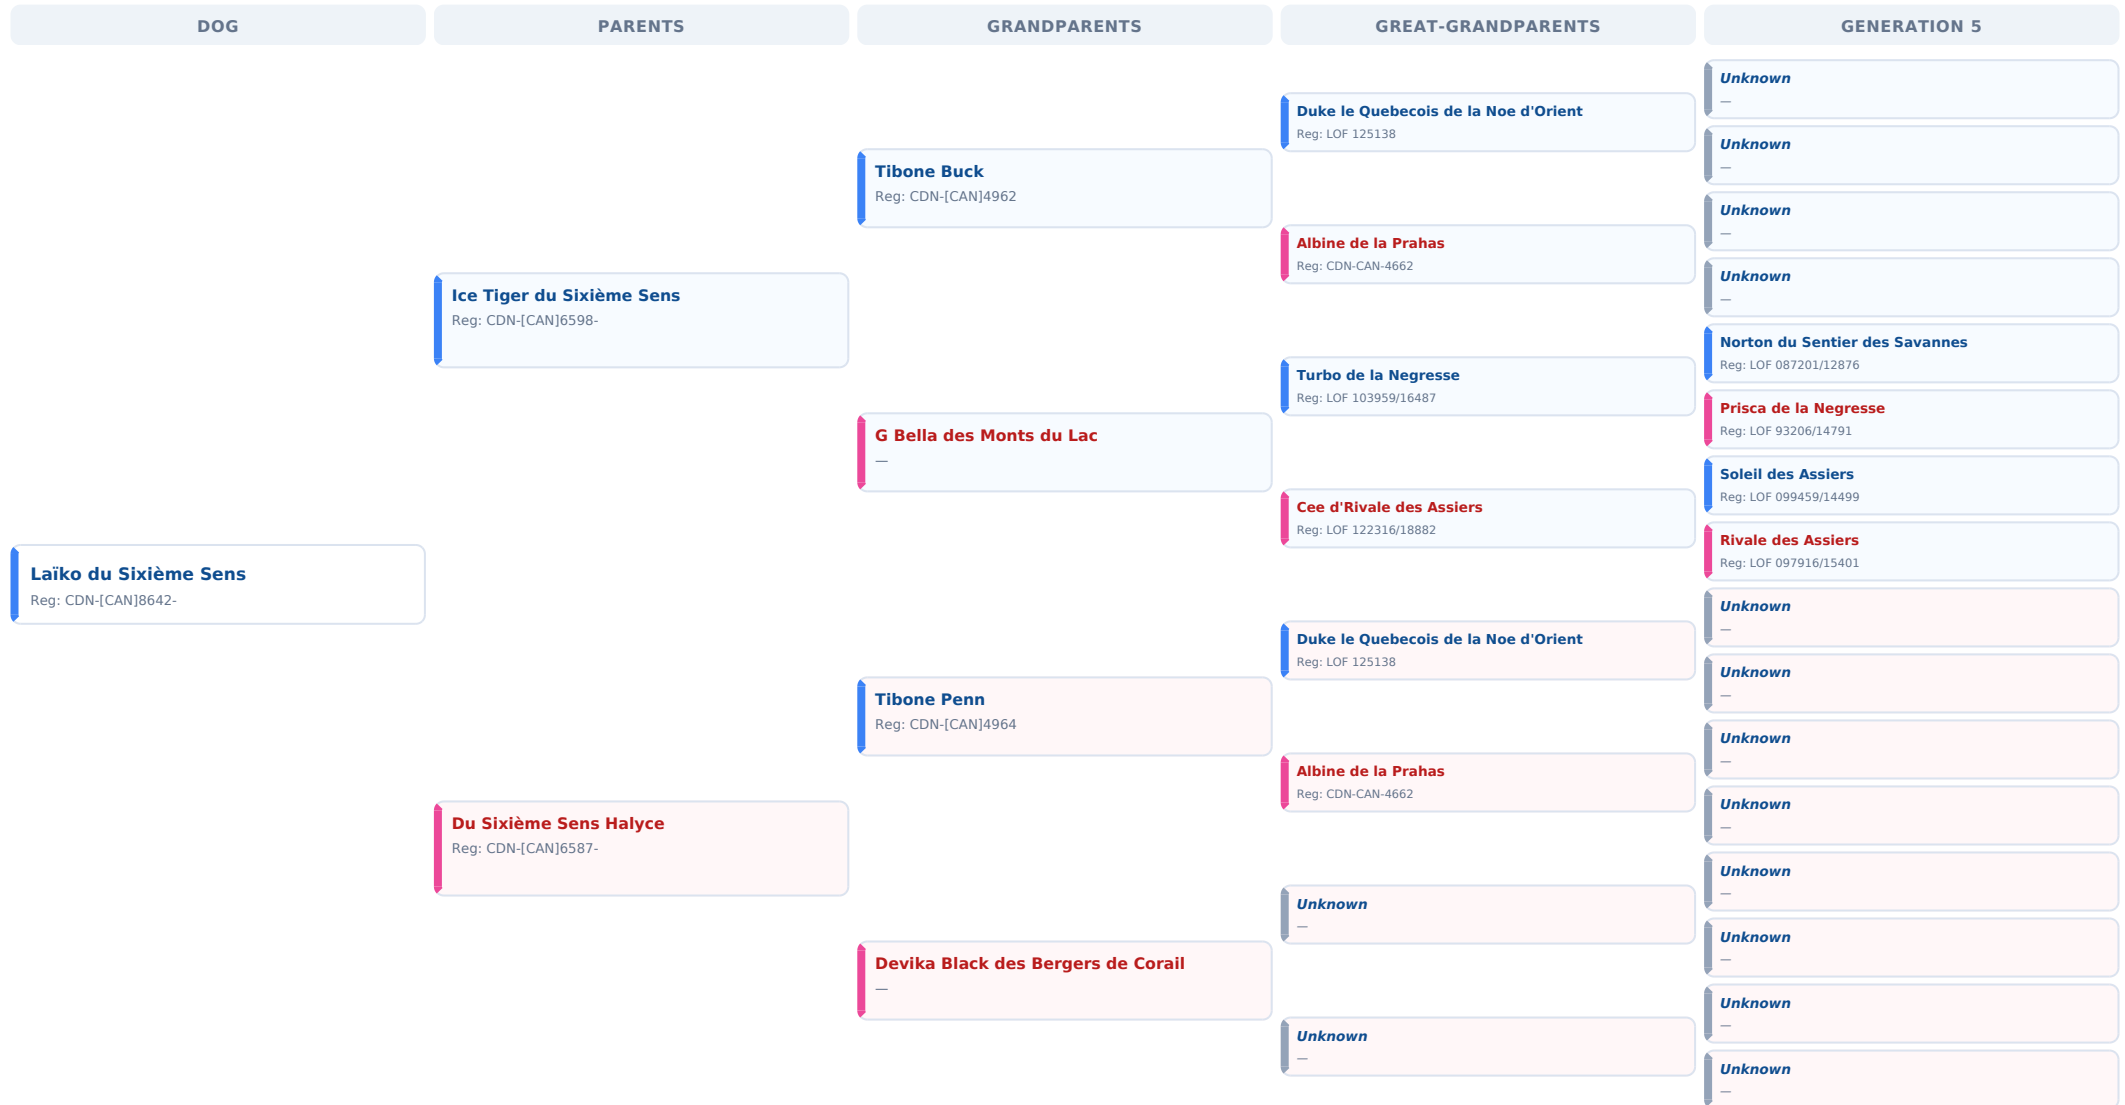 DOG
PARENTS
GRANDPARENTS
GREAT-GRANDPARENTS
GENERATION 5
Laïko du Sixième Sens
Reg: CDN-[CAN]8642-
Ice Tiger du Sixième Sens
Reg: CDN-[CAN]6598-
Du Sixième Sens Halyce
Reg: CDN-[CAN]6587-
Tibone Buck
Reg: CDN-[CAN]4962
G Bella des Monts du Lac
—
Tibone Penn
Reg: CDN-[CAN]4964
Devika Black des Bergers de Corail
—
Duke le Quebecois de la Noe d'Orient
Reg: LOF 125138
Albine de la Prahas
Reg: CDN-CAN-4662
Turbo de la Negresse
Reg: LOF 103959/16487
Cee d'Rivale des Assiers
Reg: LOF 122316/18882
Duke le Quebecois de la Noe d'Orient
Reg: LOF 125138
Albine de la Prahas
Reg: CDN-CAN-4662
Unknown
—
Unknown
—
Unknown
—
Unknown
—
Unknown
—
Unknown
—
Norton du Sentier des Savannes
Reg: LOF 087201/12876
Prisca de la Negresse
Reg: LOF 93206/14791
Soleil des Assiers
Reg: LOF 099459/14499
Rivale des Assiers
Reg: LOF 097916/15401
Unknown
—
Unknown
—
Unknown
—
Unknown
—
Unknown
—
Unknown
—
Unknown
—
Unknown
—